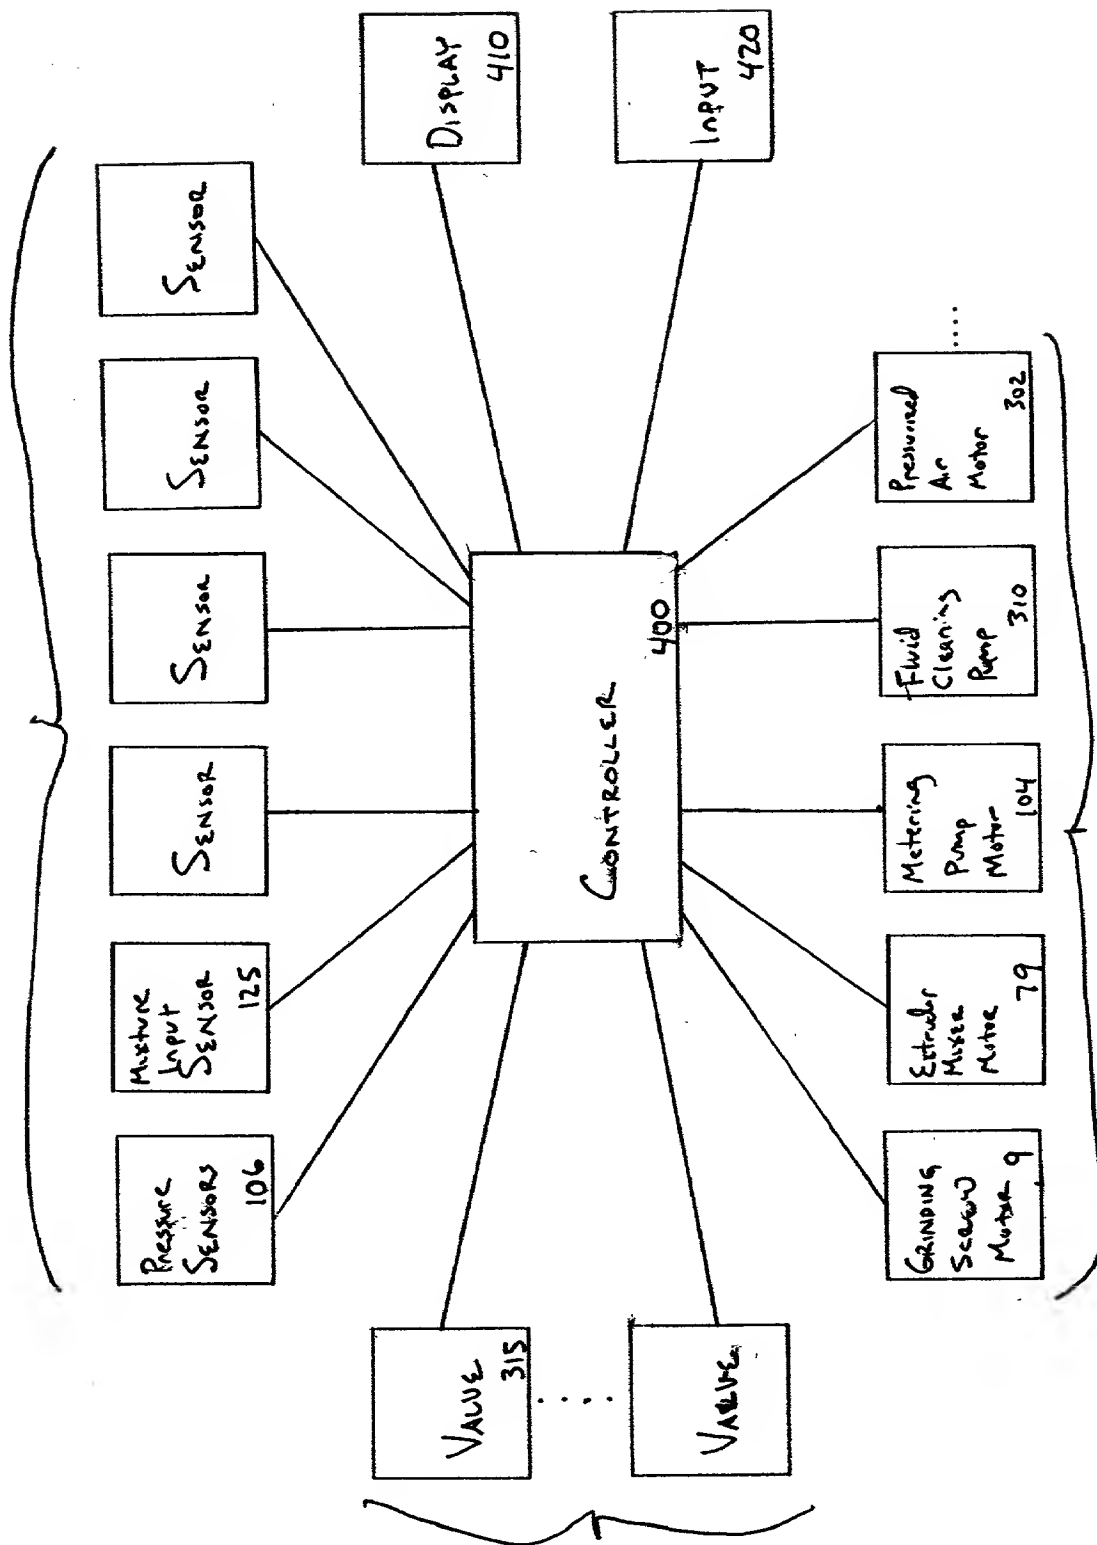 Pressure
SENSORS
106
Mixture
Input
SENSOR
125
SENSOR
SENSOR
SENSOR
SENSOR
VALVE
315
....
VALVE
CONTROLLER
400
DISPLAY
410
INPUT
420
GRINDING
SCREW
Motor 9
Extruder
Mixer
Motor
79
Metering
Pump
Motor
104
Fluid
Cleaning
Pump
310
Pressurized
Air
Motor
302
....